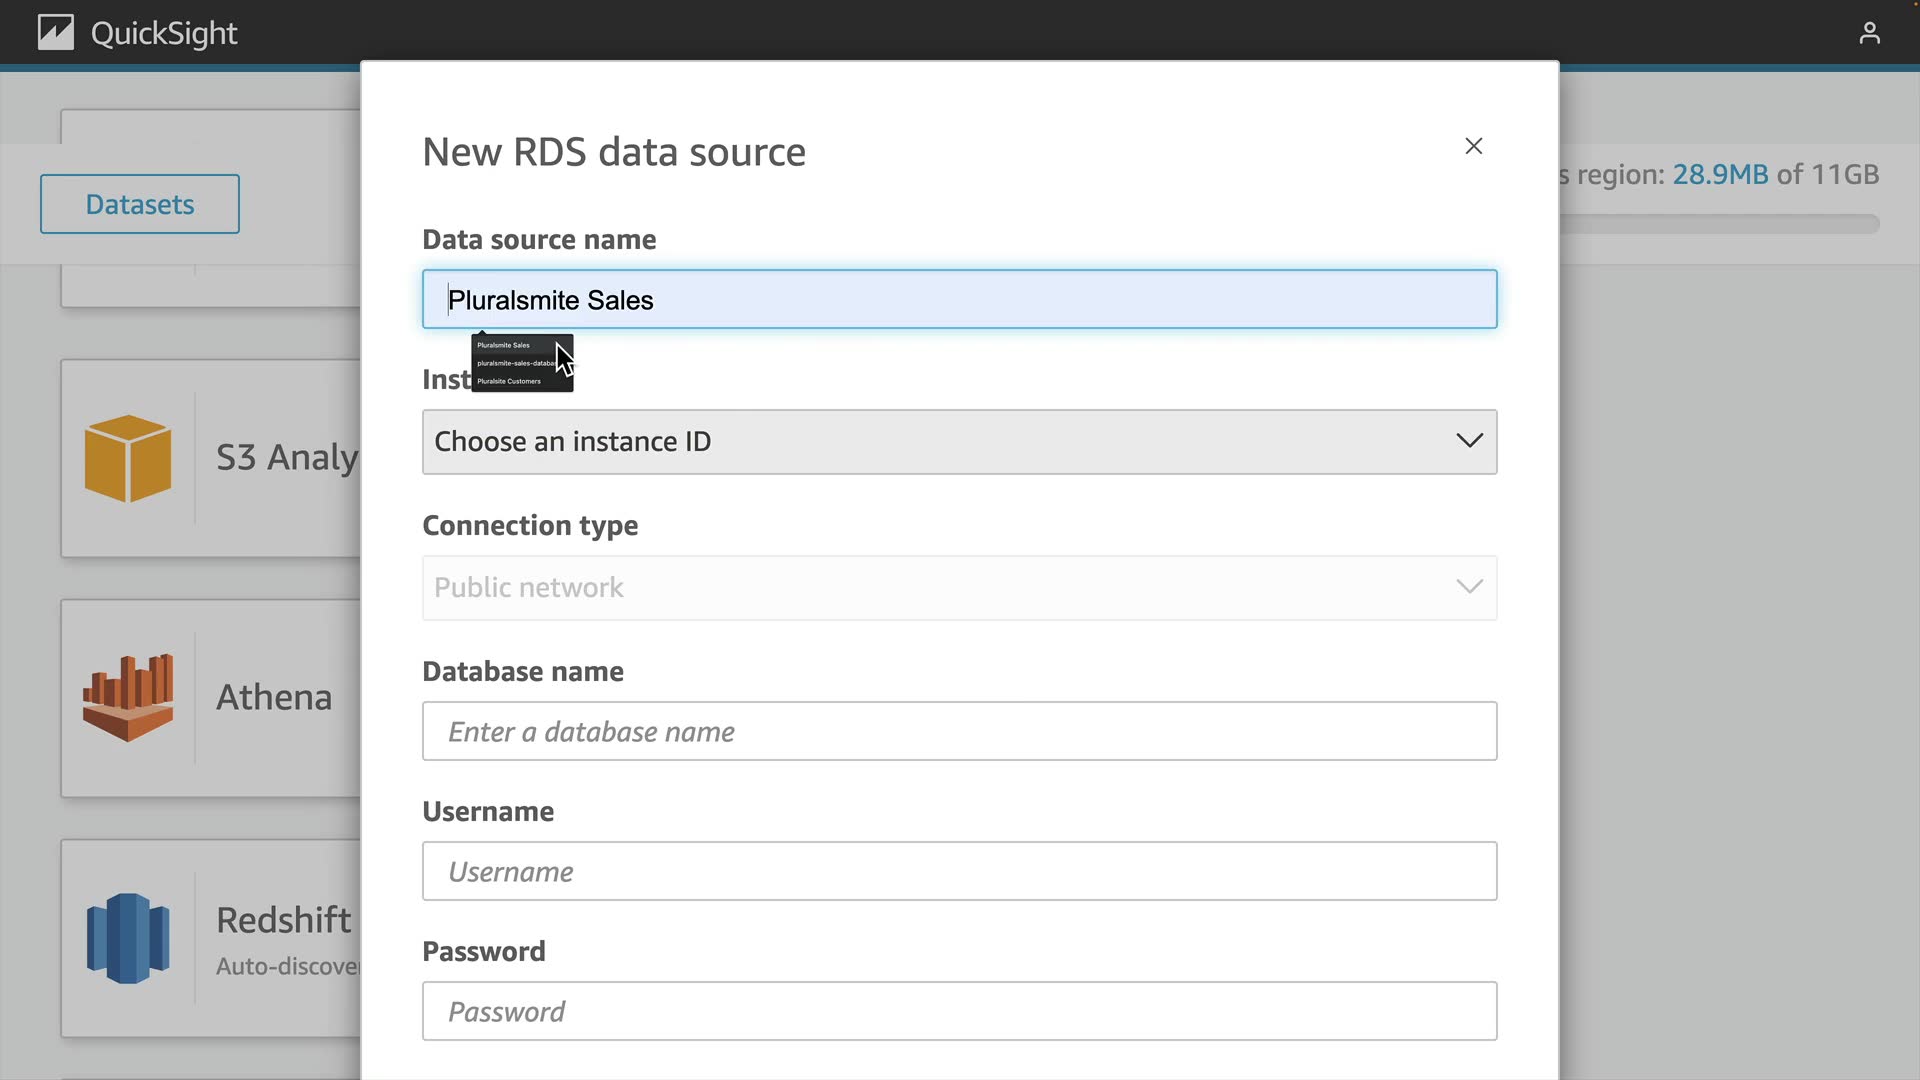 QuickSight
Datasets
s region: 28.9MB of 11GB
New RDS data source
Data source name
Pluralsmite Sales
Pluralsmite Sales
pluralsmite-sales-databa
Pluralsite Customers
Inst
Choose an instance ID
Connection type
Public network
Database name
Enter a database name
Username
Username
Password
Password
S3 Analy
Athena
Redshift
Auto-discove